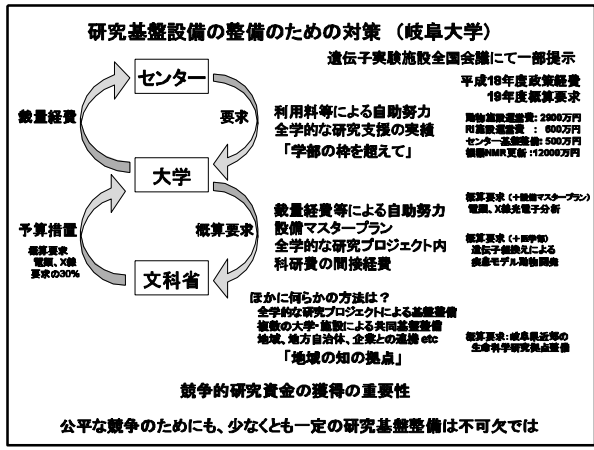 研究基盤設備の整備のための対策 （岐阜大学）
遺伝子実験施設全国会議にて一部提示
センター
平成18年度政策経費
19年度概算要求
裁量経費
要求
利用料等による自助努力
全学的な研究支援の実績
「学部の枠を超えて」
動物施設運営費: 2900万円
RI施設運営費 : 600万円
センター基盤整備: 500万円
機器NMR更新 :12000万円
大学
予算措置
概算要求
電顕、X線
要求の30%
概算要求
裁量経費等による自助努力
設備マスタープラン
全学的な研究プロジェクト内
科研費の間接経費
概算要求（＋設備マスタープラン）
電顕、X線光電子分析
概算要求（＋医学部）
遺伝子組換えによる
疾患モデル動物開発
文科省
ほかに何らかの方法は？
全学的な研究プロジェクトによる基盤整備
複数の大学・施設による共同基盤整備
地域、地方自治体、企業との連携 etc
「地域の知の拠点」
概算要求：岐阜県近郊の
生命科学研究拠点整備
競争的研究資金の獲得の重要性
公平な競争のためにも、少なくとも一定の研究基盤整備は不可欠では